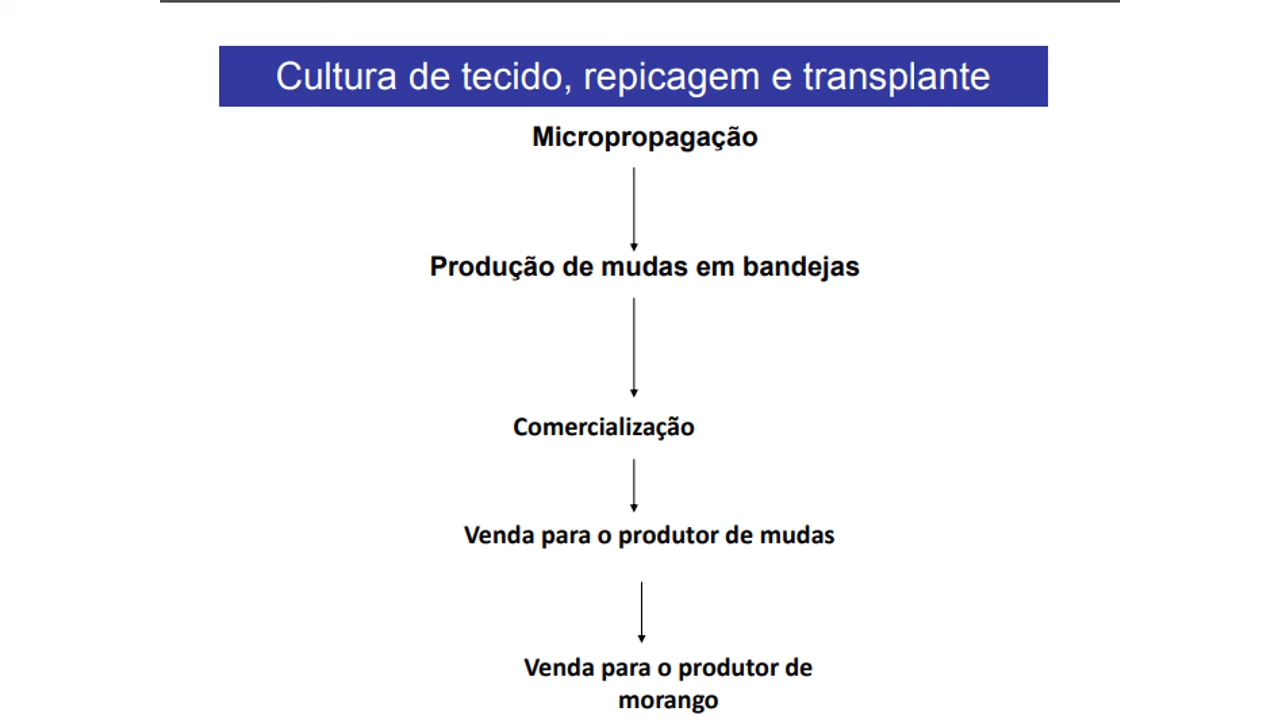 Cultura de tecido, repicagem e transplante
Micropropagação
Produção de mudas em bandejas
Comercialização
Venda para o produtor de mudas
Venda para o produtor de
morango